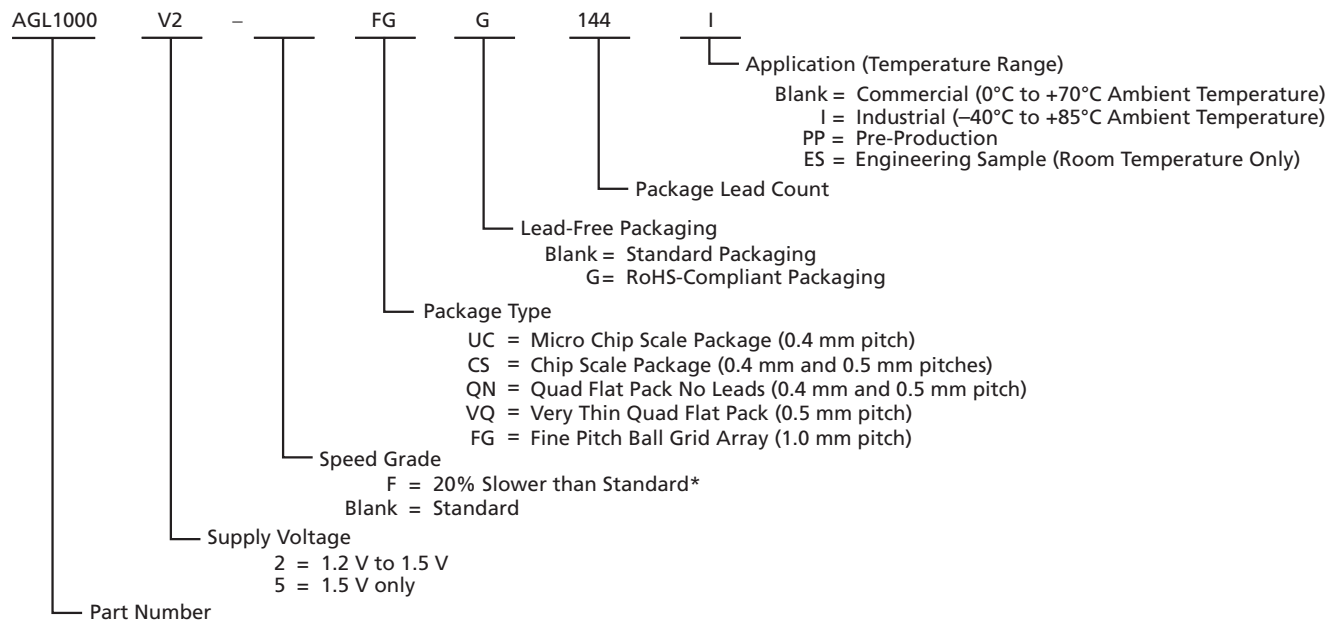 AGL1000 V2 – FG G 144 I
Application (Temperature Range)
Blank = Commercial (0°C to +70°C Ambient Temperature)
I = Industrial (–40°C to +85°C Ambient Temperature)
PP = Pre-Production
ES = Engineering Sample (Room Temperature Only)
Package Lead Count
Lead-Free Packaging
Blank = Standard Packaging
G= RoHS-Compliant Packaging
Package Type
UC = Micro Chip Scale Package (0.4 mm pitch)
CS = Chip Scale Package (0.4 mm and 0.5 mm pitches)
QN = Quad Flat Pack No Leads (0.4 mm and 0.5 mm pitch)
VQ = Very Thin Quad Flat Pack (0.5 mm pitch)
FG = Fine Pitch Ball Grid Array (1.0 mm pitch)
Speed Grade
F = 20% Slower than Standard*
Blank = Standard
Supply Voltage
2 = 1.2 V to 1.5 V
5 = 1.5 V only
Part Number